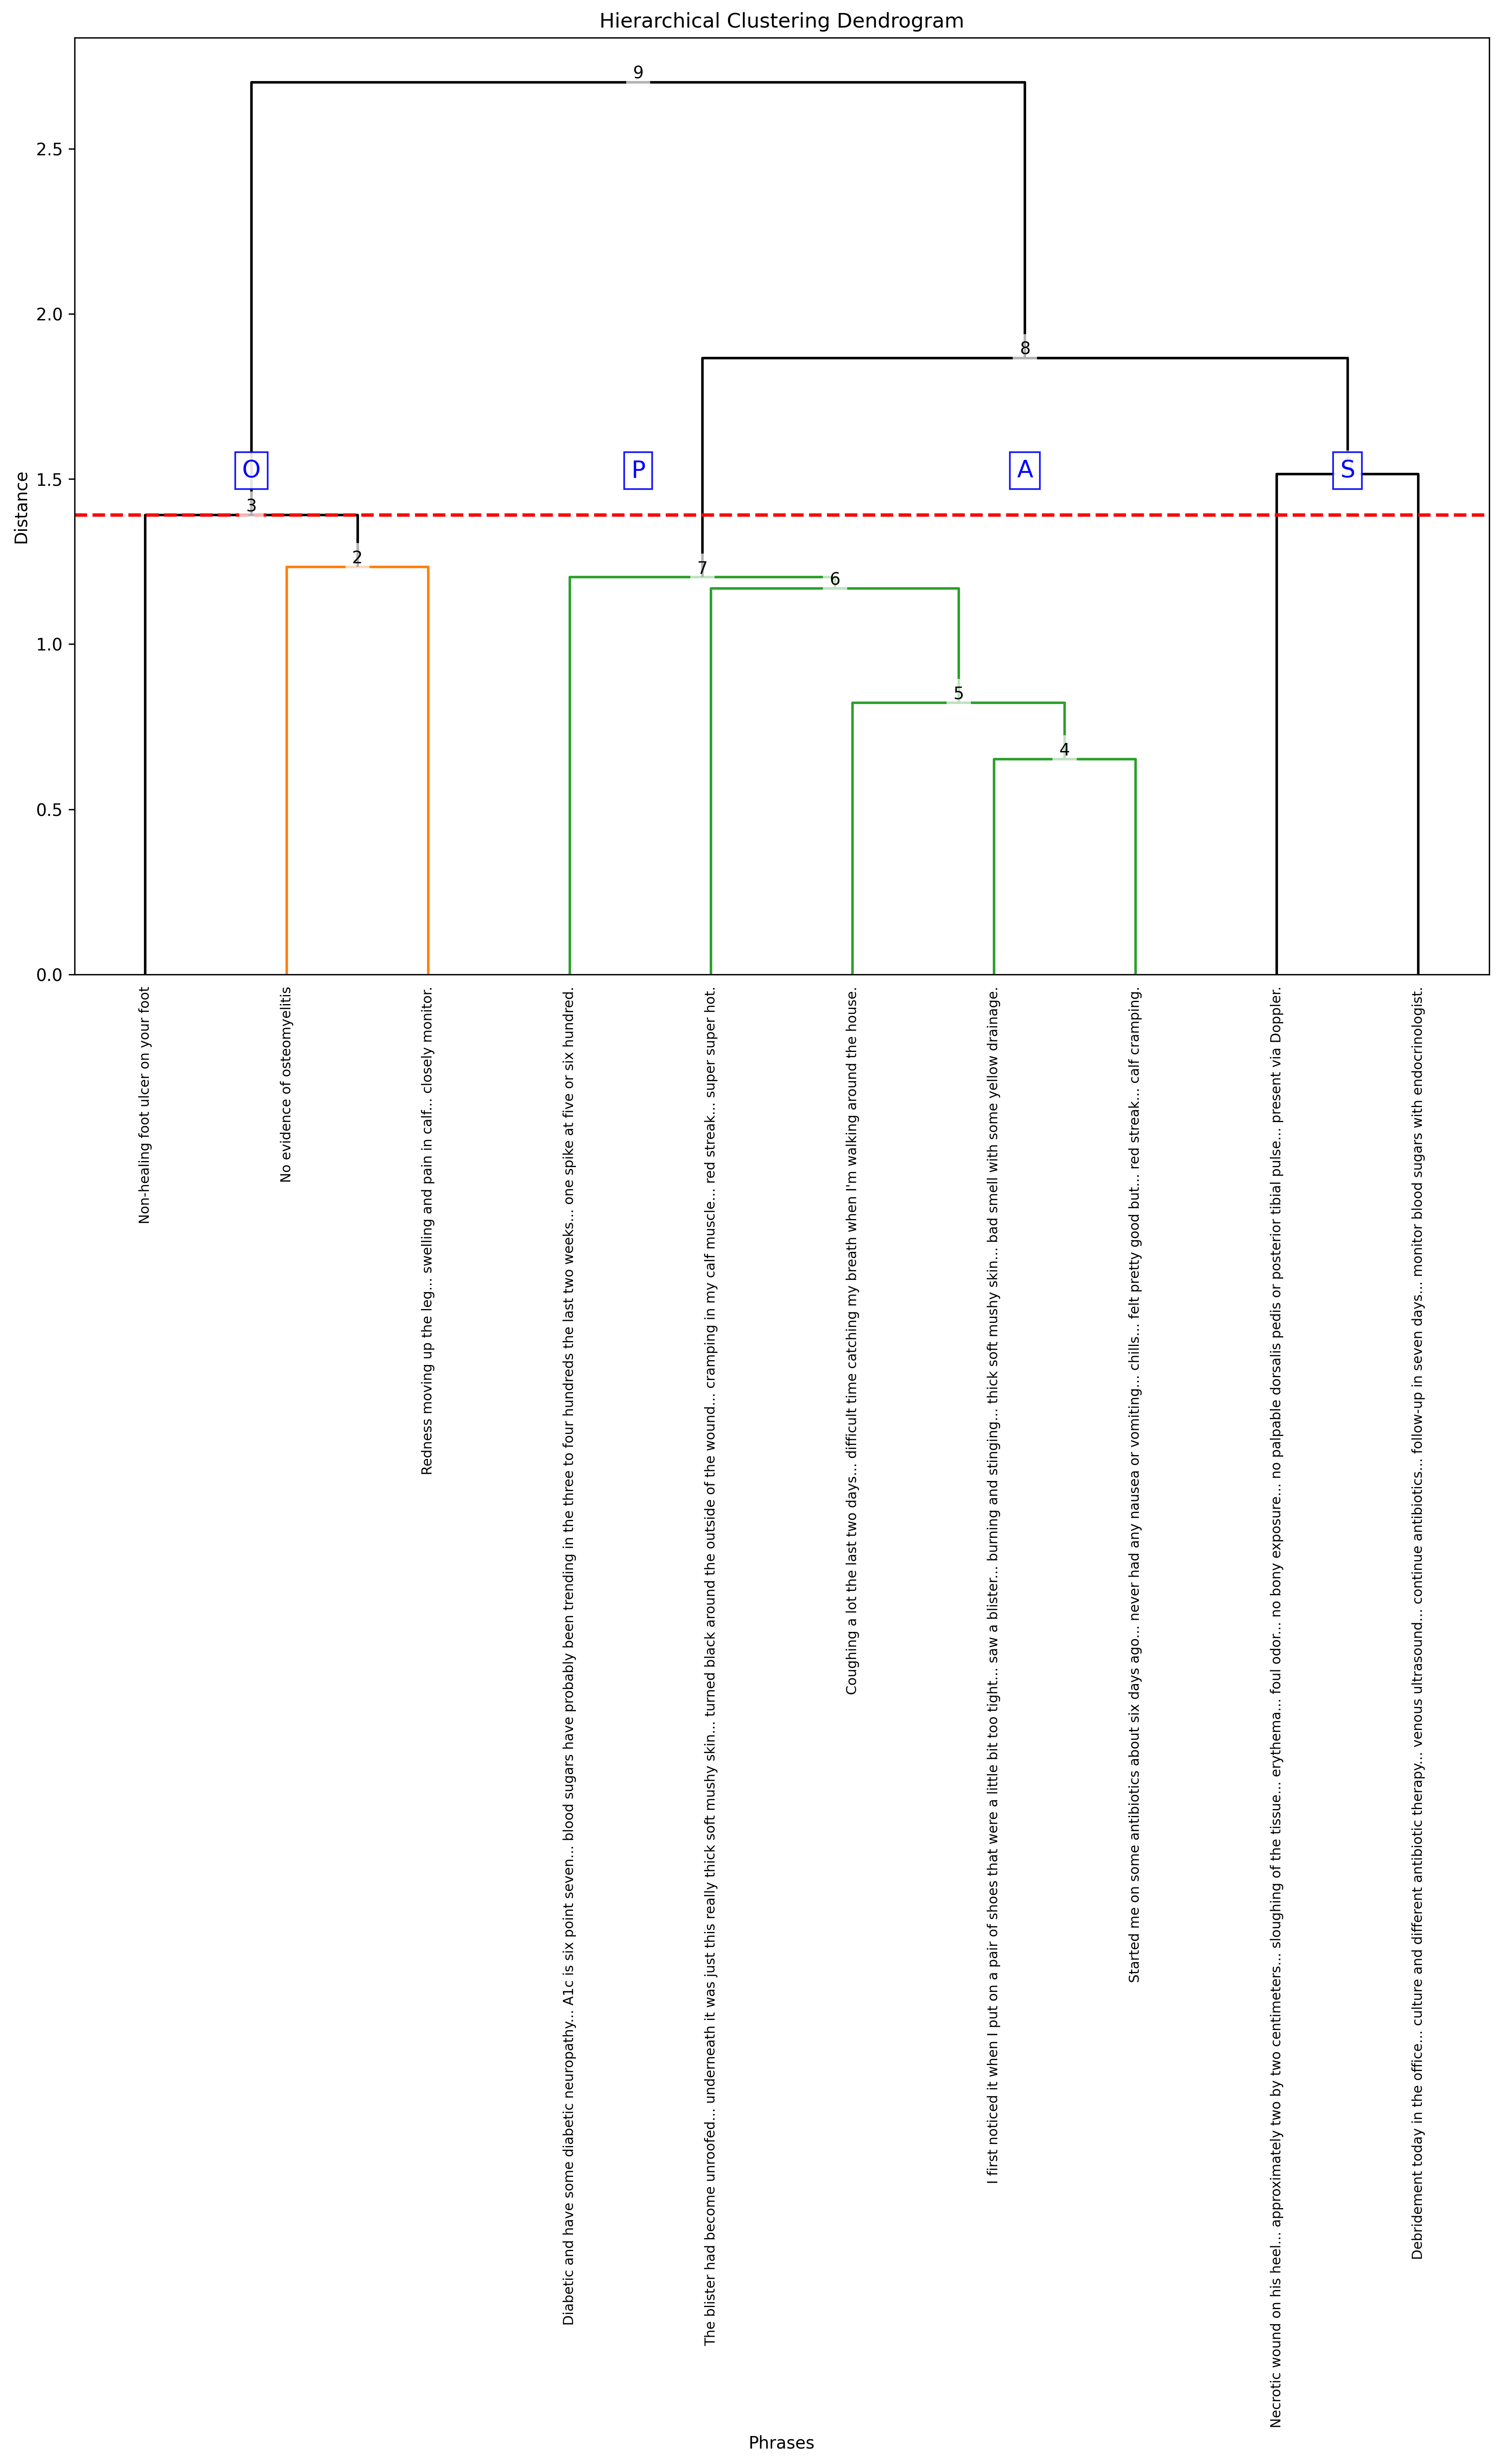 Hierarchical Clustering Dendrogram
9
2.5
2.0
8
O
P
A
S
1.5
Distance
3
2
7
6
1.0
5
4
0.5
0.0
Non-healing foot ulcer on your foot
No evidence of osteomyelitis
Redness moving up the leg... swelling and pain in calf... closely monitor.
Diabetic and have some diabetic neuropathy... A1c is six point seven... blood sugars have probably been trending in the three to four hundreds the last two weeks... one spike at five or six hundred.
The blister had become unroofed... underneath it was just this really thick soft mushy skin... turned black around the outside of the wound... cramping in my calf muscle... red streak... super super hot.
Coughing a lot the last two days... difficult time catching my breath when I'm walking around the house.
I first noticed it when I put on a pair of shoes that were a little bit too tight... saw a blister... burning and stinging... thick soft mushy skin... bad smell with some yellow drainage.
Started me on some antibiotics about six days ago... never had any nausea or vomiting... chills... felt pretty good but... red streak... calf cramping.
Necrotic wound on his heel... approximately two by two centimeters... sloughing of the tissue... erythema... foul odor... no bony exposure... no palpable dorsalis pedis or posterior tibial pulse... present via Doppler.
Debridement today in the office... culture and different antibiotic therapy... venous ultrasound... continue antibiotics... follow-up in seven days... monitor blood sugars with endocrinologist.
Phrases